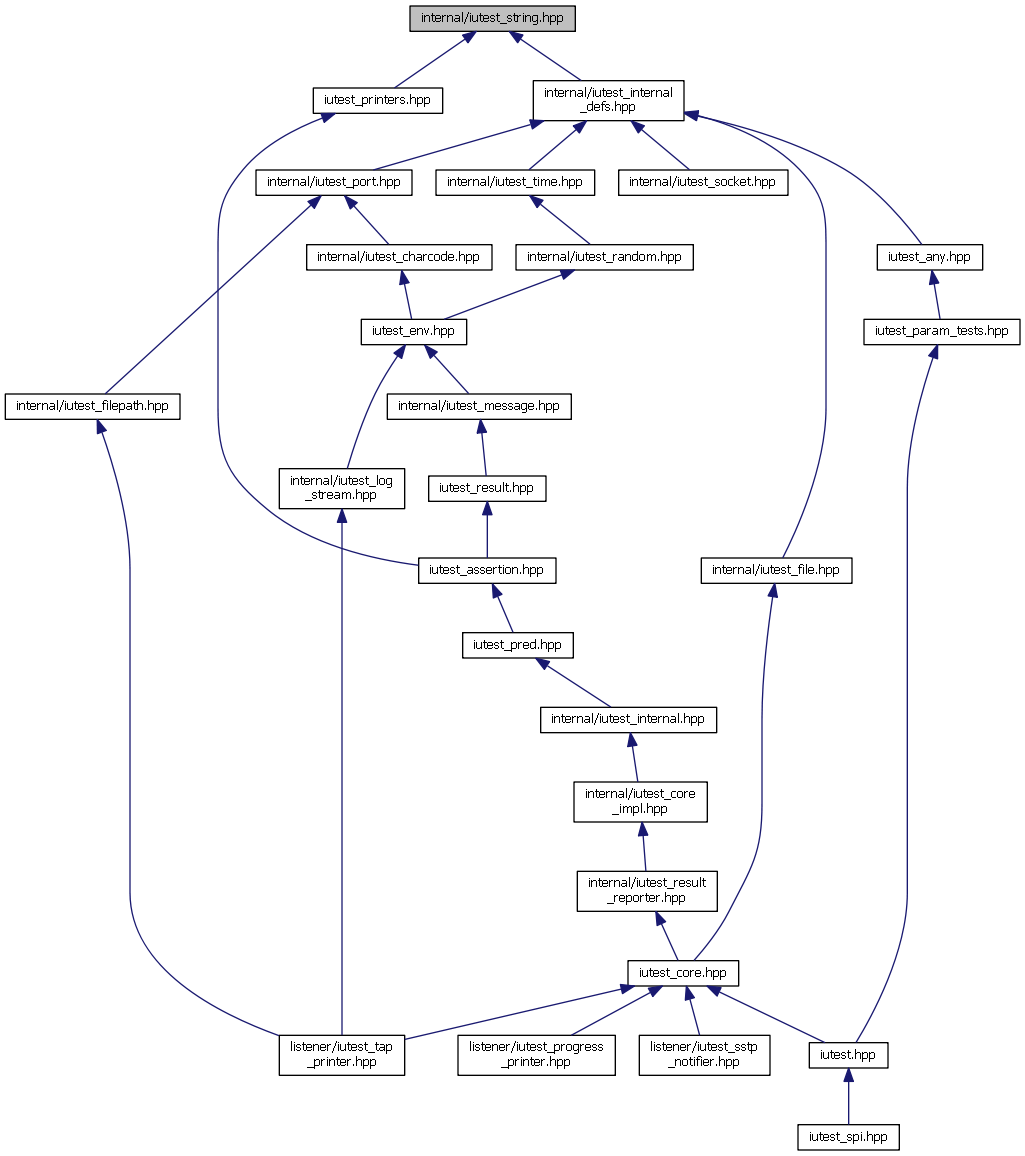 internal/iutest_string.hpp
iutest_printers.hpp
internal/iutest_internal
_defs.hpp
internal/iutest_port.hpp
internal/iutest_time.hpp
internal/iutest_socket.hpp
internal/iutest_charcode.hpp
internal/iutest_random.hpp
iutest_any.hpp
iutest_env.hpp
iutest_param_tests.hpp
internal/iutest_filepath.hpp
internal/iutest_message.hpp
internal/iutest_log
_stream.hpp
iutest_result.hpp
iutest_assertion.hpp
internal/iutest_file.hpp
iutest_pred.hpp
internal/iutest_internal.hpp
internal/iutest_core
_impl.hpp
internal/iutest_result
_reporter.hpp
iutest_core.hpp
listener/iutest_tap
_printer.hpp
listener/iutest_progress
_printer.hpp
listener/iutest_sstp
_notifier.hpp
iutest.hpp
iutest_spi.hpp